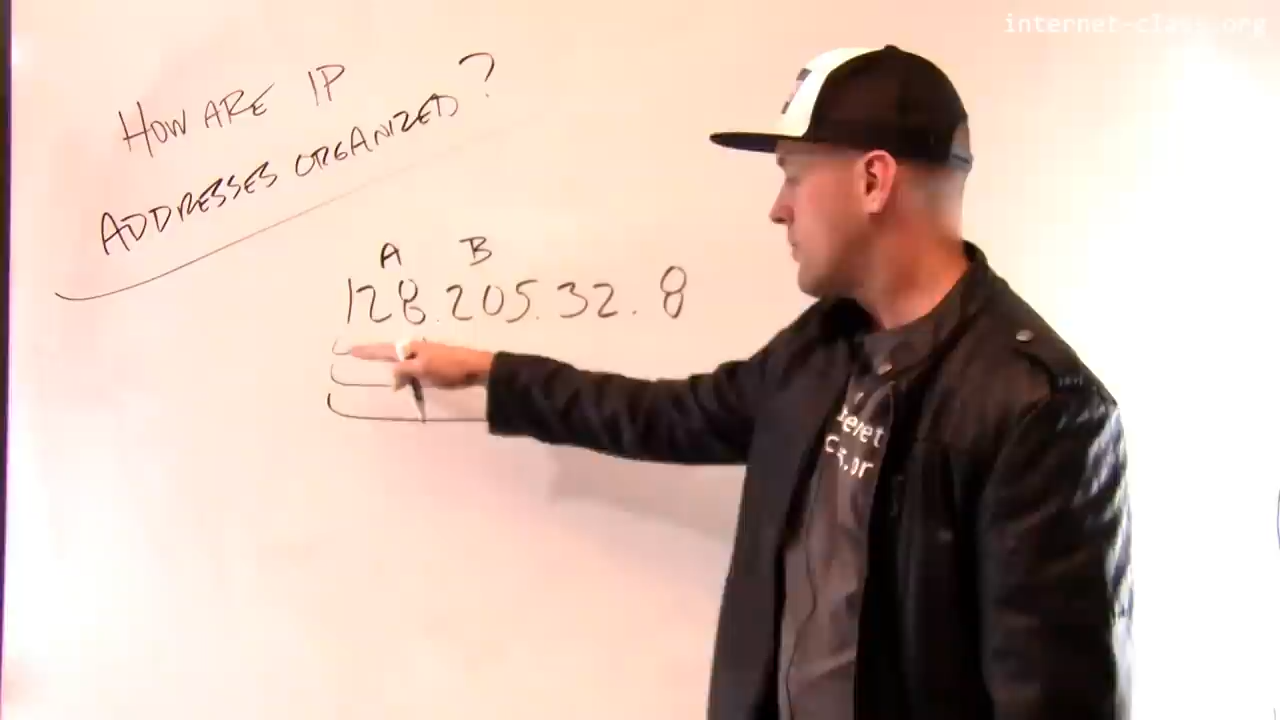 internet-class.org
HOW ARE IP
ADDRESSES ORGANIZED?
A B
128.205.32.8